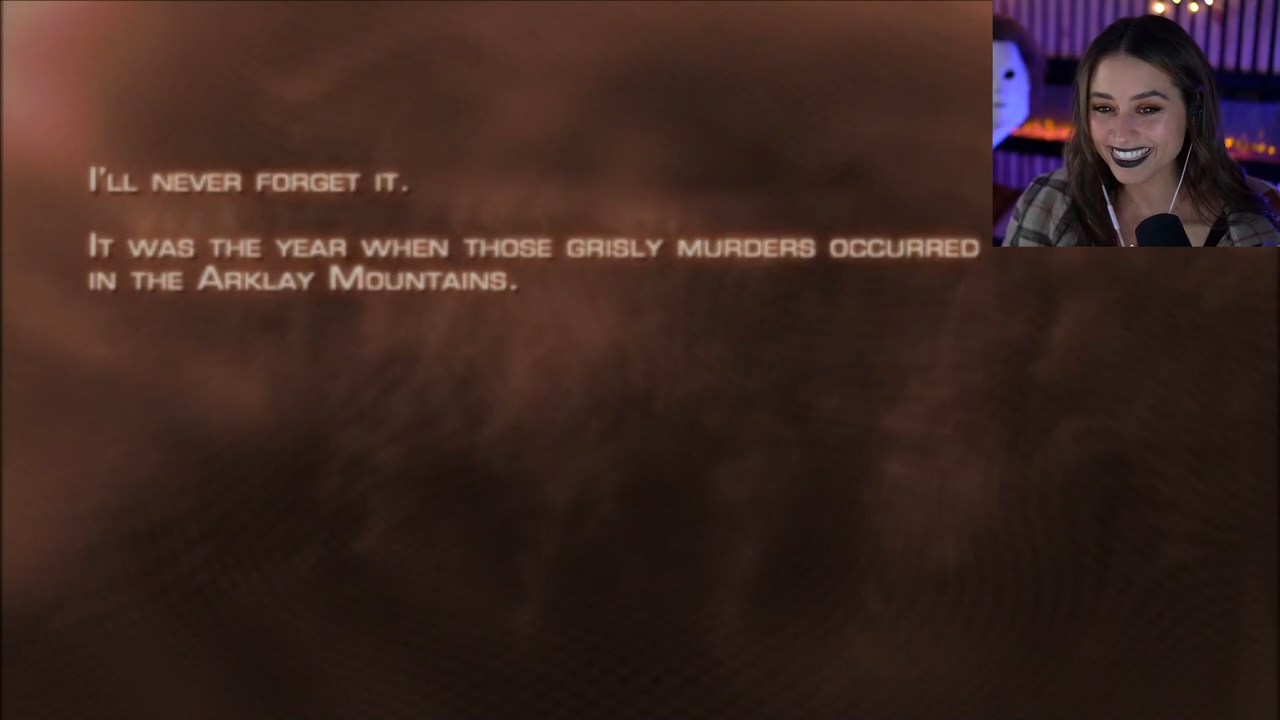 I'll never forget it.
It was the year when those grisly murders occurred
in the Arklay Mountains.